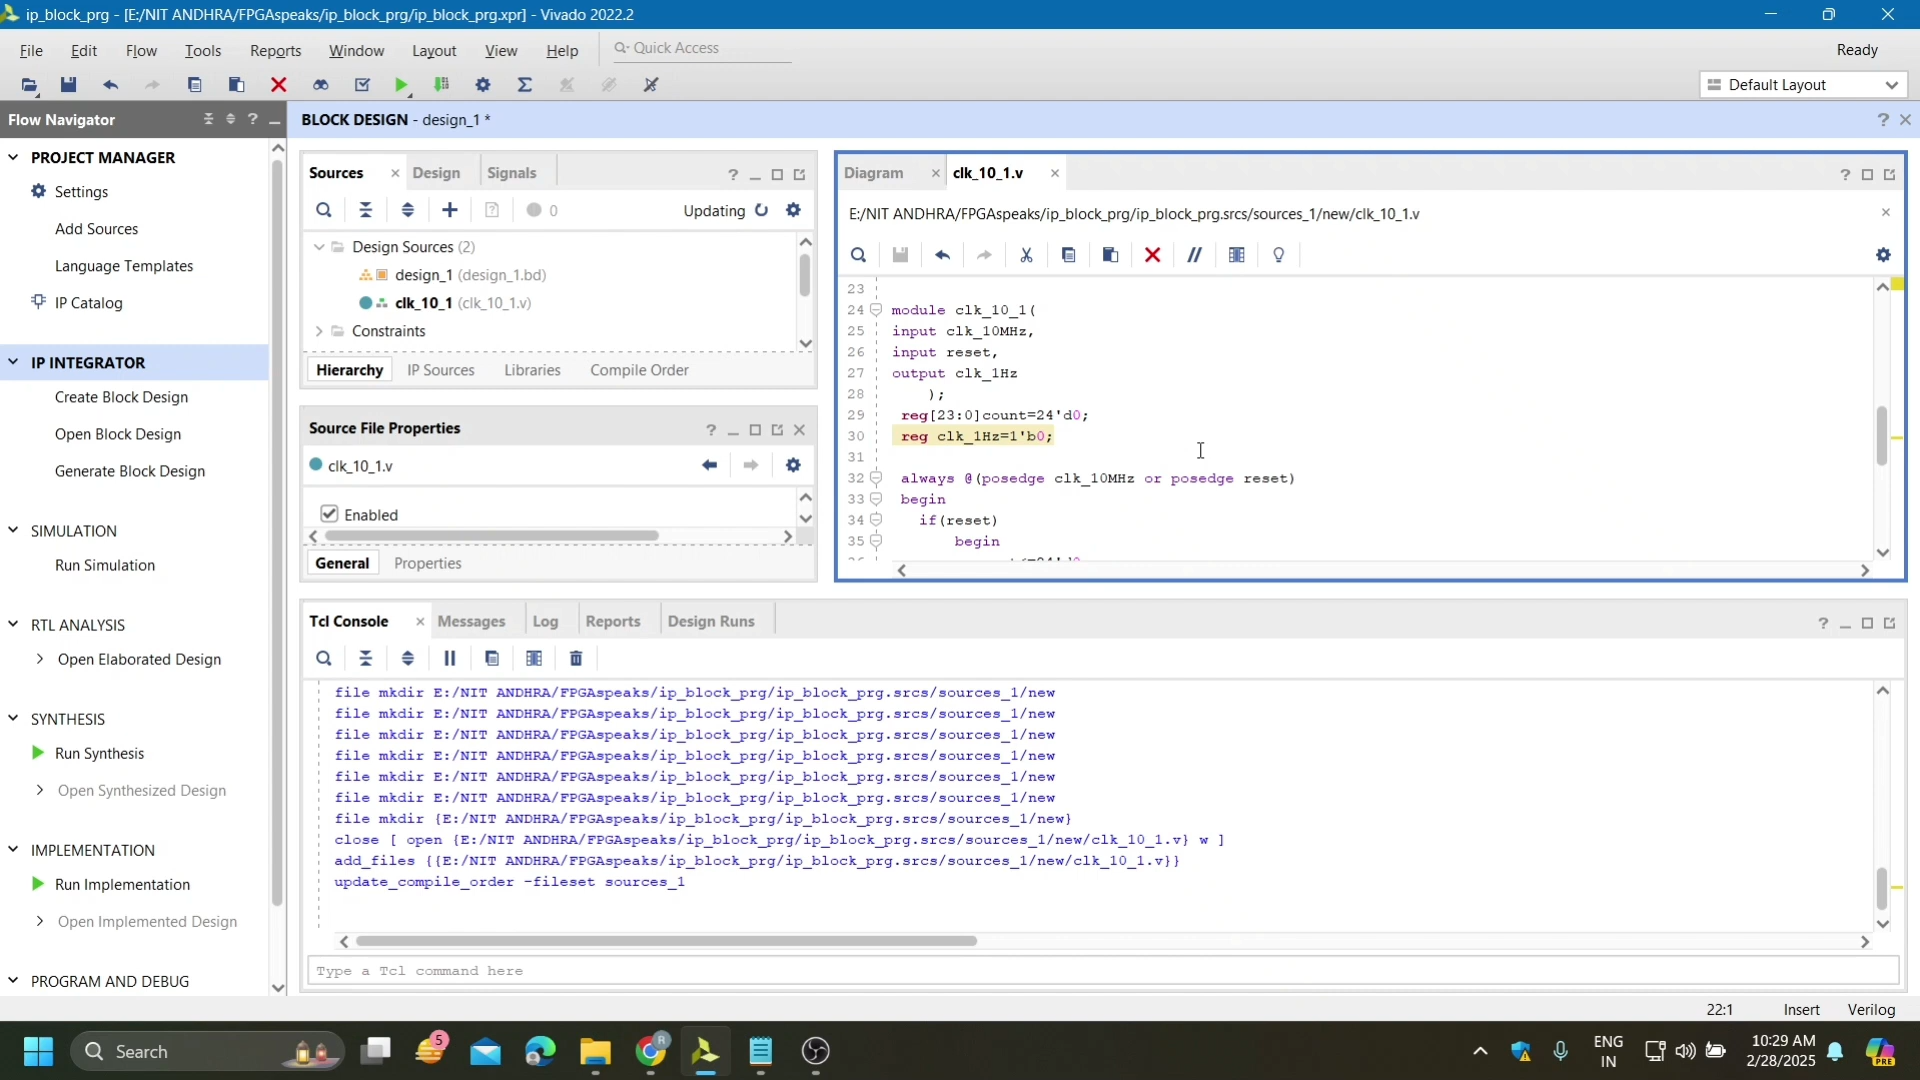 ip_block_prg - [E:/NIT ANDHRA/FPGAspeaks/ip_block_prg/ip_block_prg.xpr] - Vivado 2022.2
File Edit Flow Tools Reports Window Layout View Help Quick Access Ready
Default Layout
Flow Navigator
BLOCK DESIGN - design_1 *
PROJECT MANAGER
Settings
Add Sources
Language Templates
IP Catalog
IP INTEGRATOR
Create Block Design
Open Block Design
Generate Block Design
SIMULATION
Run Simulation
RTL ANALYSIS
Open Elaborated Design
SYNTHESIS
Run Synthesis
Open Synthesized Design
IMPLEMENTATION
Run Implementation
Open Implemented Design
PROGRAM AND DEBUG
Sources Design Signals
0 Updating
Design Sources (2)
design_1 (design_1.bd)
clk_10_1 (clk_10_1.v)
Constraints
Hierarchy IP Sources Libraries Compile Order
Source File Properties
clk_10_1.v
Enabled
General Properties
Diagram clk_10_1.v
E:/NIT ANDHRA/FPGAspeaks/ip_block_prg/ip_block_prg.srcs/sources_1/new/clk_10_1.v
23
24 module clk_10_1(
25 input clk_10MHz,
26 input reset,
27 output clk_1Hz
28 );
29 reg[23:0]count=24'd0;
30 reg clk_1Hz=1'b0;
31
32 always @(posedge clk_10MHz or posedge reset)
33 begin
34 if(reset)
35 begin
Tcl Console Messages Log Reports Design Runs
file mkdir E:/NIT ANDHRA/FPGAspeaks/ip_block_prg/ip_block_prg.srcs/sources_1/new
file mkdir E:/NIT ANDHRA/FPGAspeaks/ip_block_prg/ip_block_prg.srcs/sources_1/new
file mkdir E:/NIT ANDHRA/FPGAspeaks/ip_block_prg/ip_block_prg.srcs/sources_1/new
file mkdir E:/NIT ANDHRA/FPGAspeaks/ip_block_prg/ip_block_prg.srcs/sources_1/new
file mkdir E:/NIT ANDHRA/FPGAspeaks/ip_block_prg/ip_block_prg.srcs/sources_1/new
file mkdir E:/NIT ANDHRA/FPGAspeaks/ip_block_prg/ip_block_prg.srcs/sources_1/new
file mkdir {E:/NIT ANDHRA/FPGAspeaks/ip_block_prg/ip_block_prg.srcs/sources_1/new}
close [ open {E:/NIT ANDHRA/FPGAspeaks/ip_block_prg/ip_block_prg.srcs/sources_1/new/clk_10_1.v} w ]
add_files {{E:/NIT ANDHRA/FPGAspeaks/ip_block_prg/ip_block_prg.srcs/sources_1/new/clk_10_1.v}}
update_compile_order -fileset sources_1
Type a Tcl command here
22:1 Insert Verilog
Search
5
ENG
IN
10:29 AM
2/28/2025
PRE